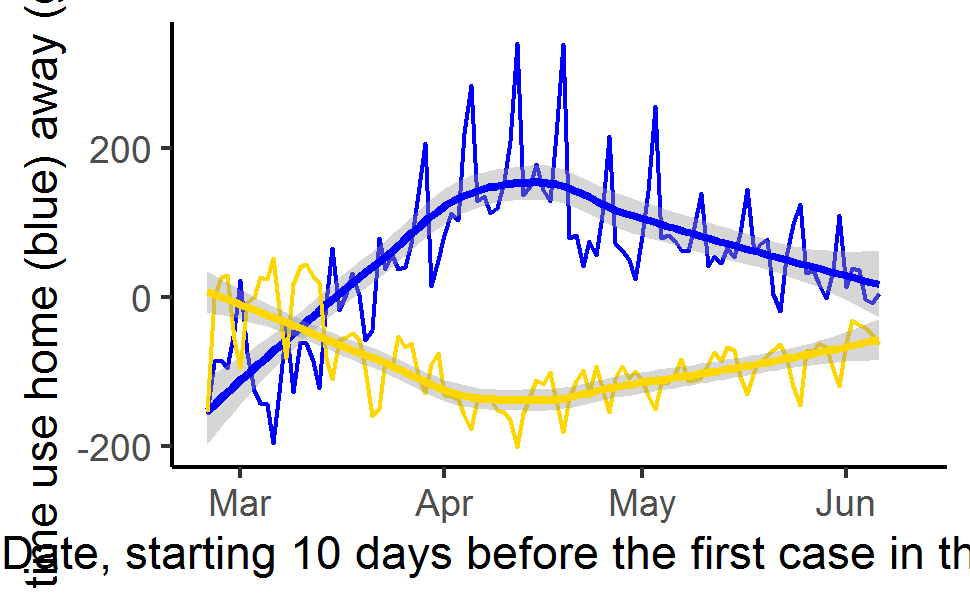 time use home (blue) away (
200
0
-200
Mar Apr May Jun
Date, starting 10 days before the first case in th